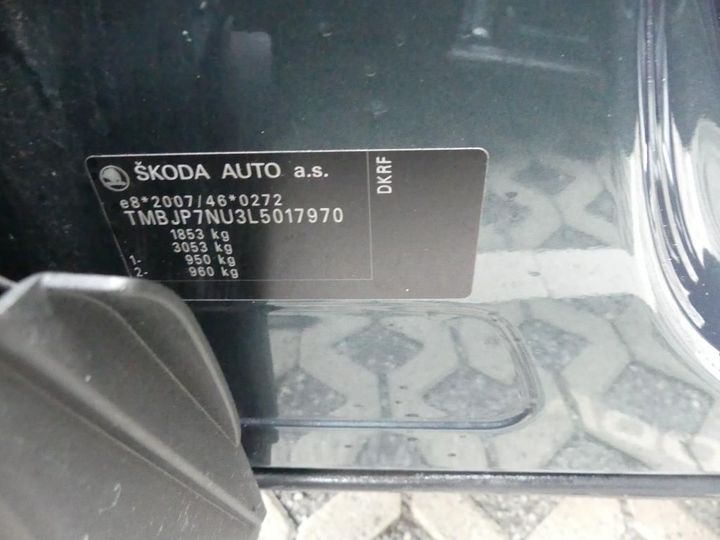 ŠKODA AUTO a.s.
DKRF
e8*2007/46*0272
TMBJP7NU3L5017970
1853 kg
3053 kg
1- 950 kg
2- 960 kg